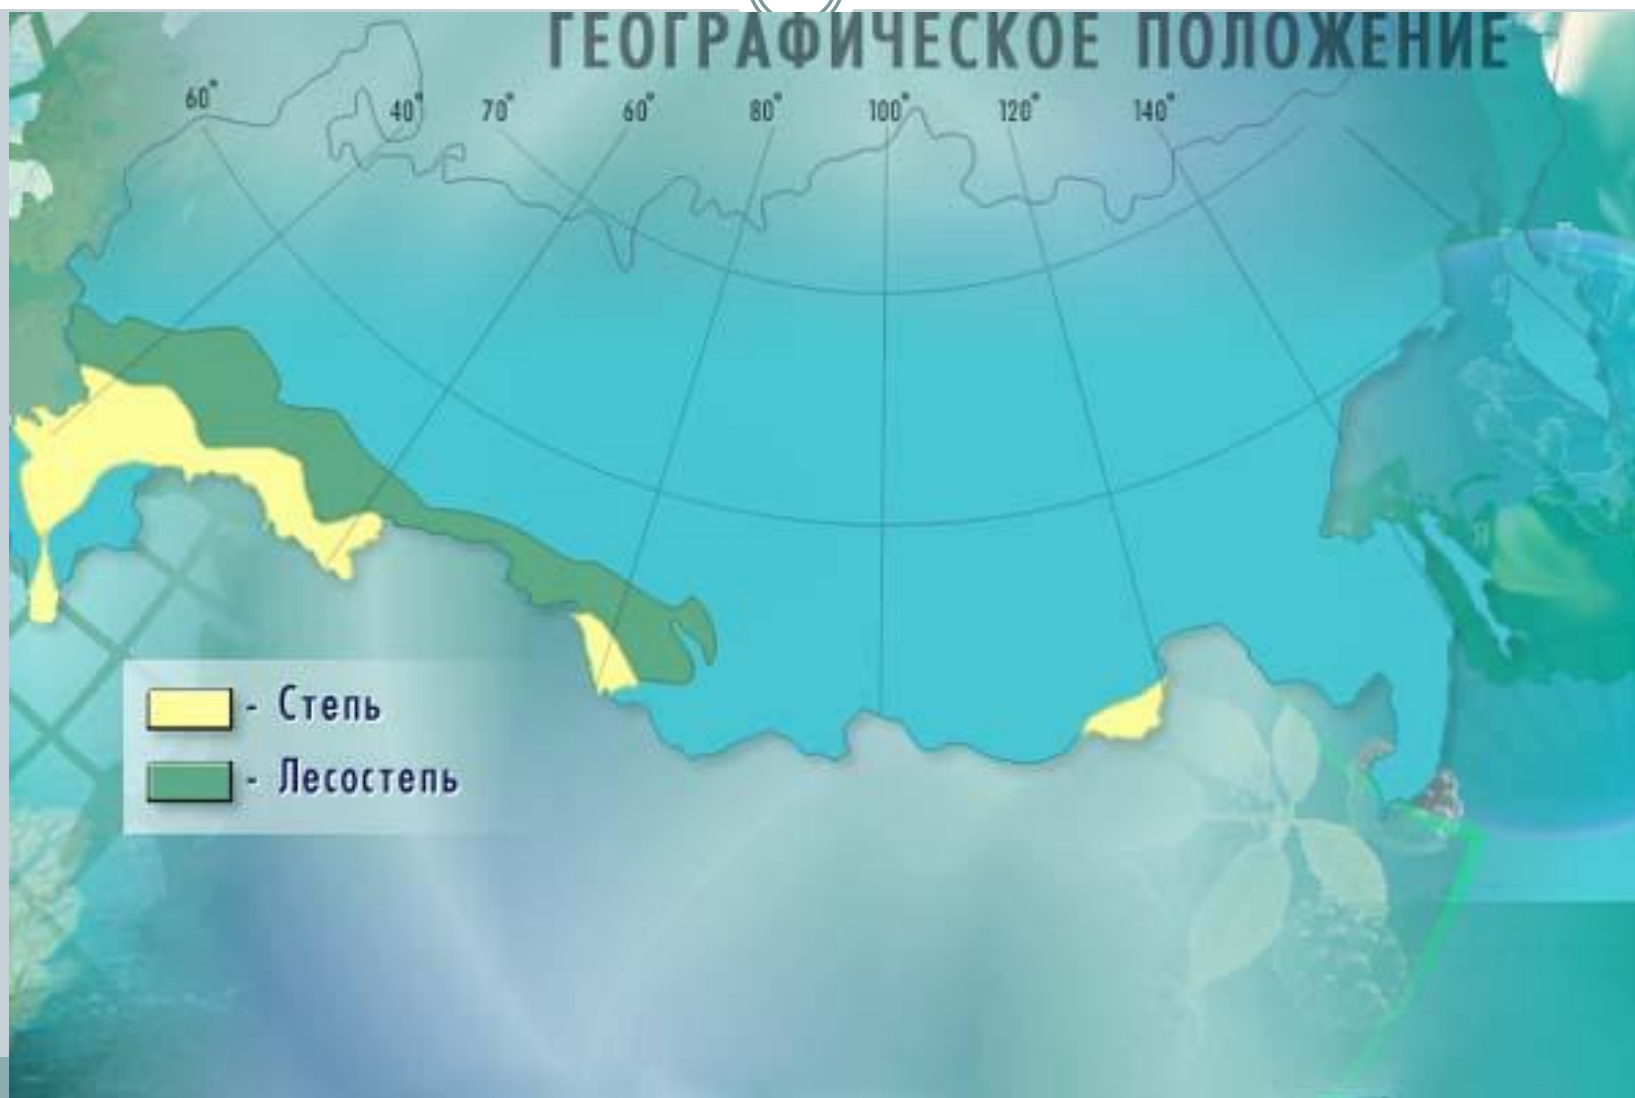 ГЕОГРАФИЧЕСКОЕ ПОЛОЖЕНИЕ
60° 40° 70° 60° 80° 100° 120° 140°
- Степь
- Лесостепь